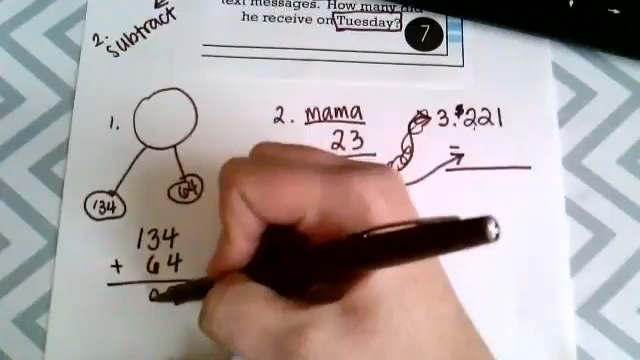 text messages. How many did
he receive on Tuesday?
7
2.
subtract
1.
134
64
134
+ 64
2. mama
23
3. $221
=